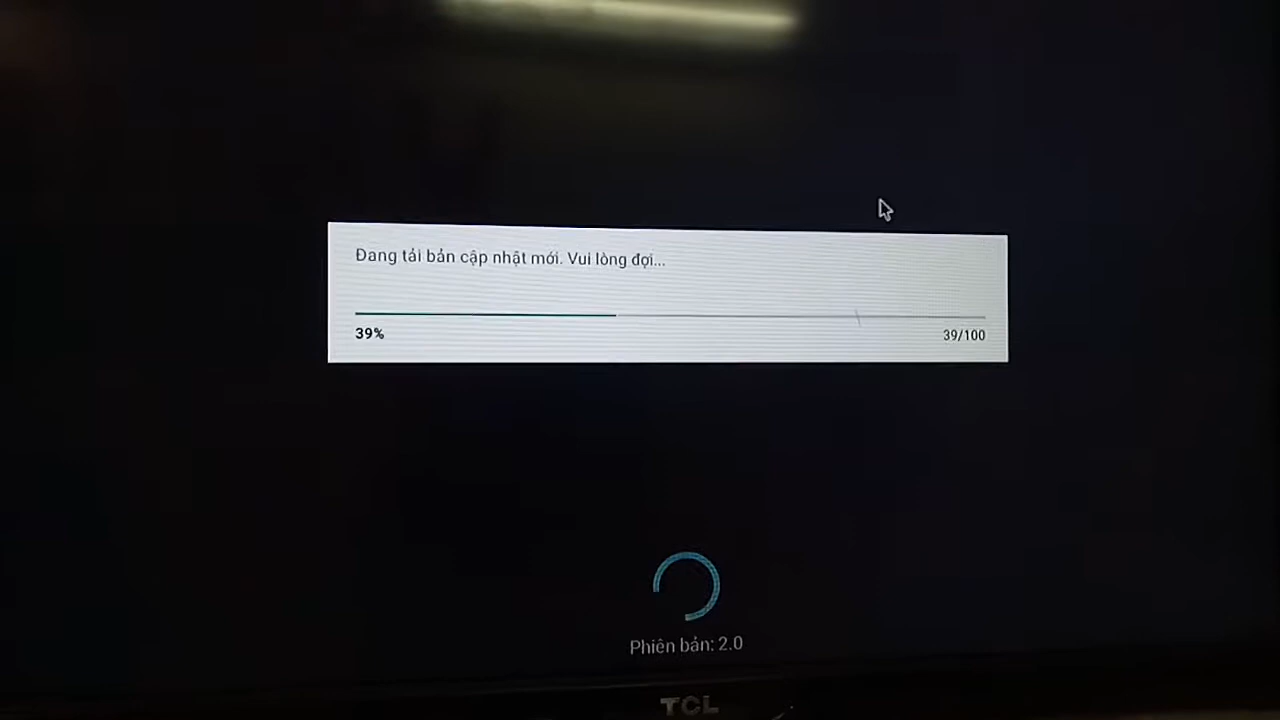 Đang tải bản cập nhật mới. Vui lòng đợi...
39%
39/100
Phiên bản: 2.0
TCL